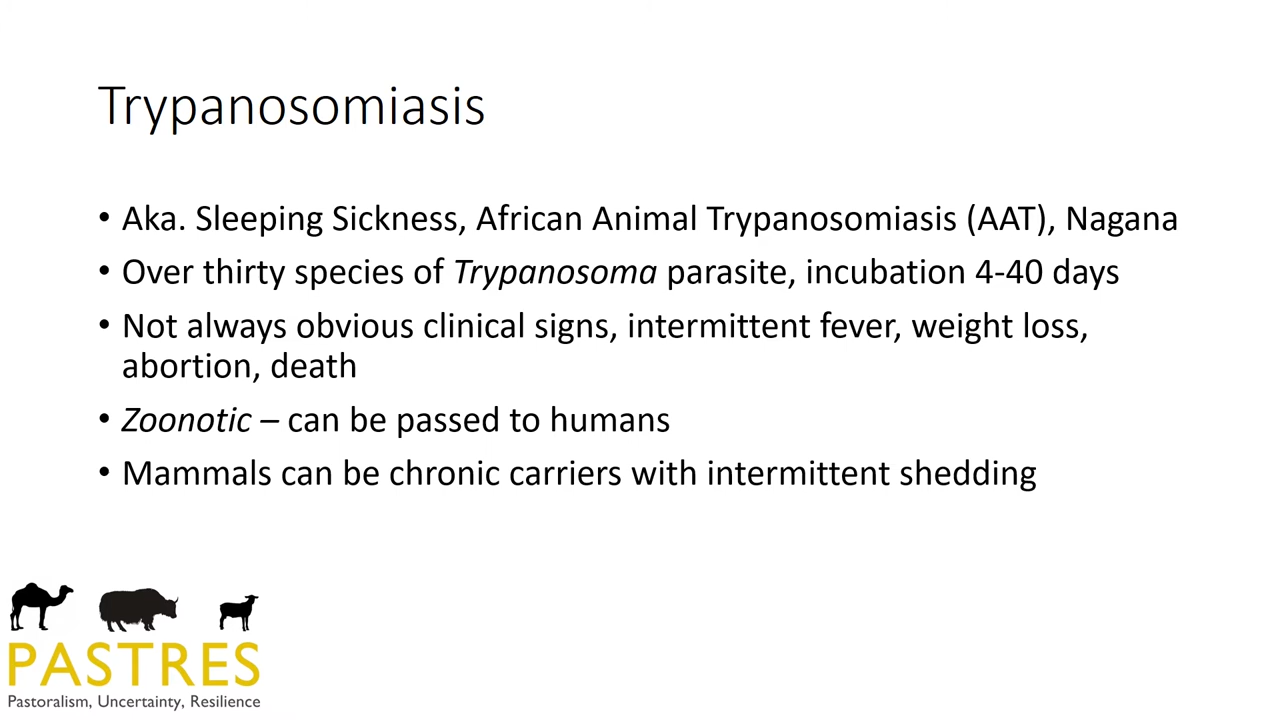 Trypanosomiasis
• Aka. Sleeping Sickness, African Animal Trypanosomiasis (AAT), Nagana
• Over thirty species of Trypanosoma parasite, incubation 4-40 days
• Not always obvious clinical signs, intermittent fever, weight loss,
abortion, death
• Zoonotic – can be passed to humans
• Mammals can be chronic carriers with intermittent shedding
PASTRES
Pastoralism, Uncertainty, Resilience